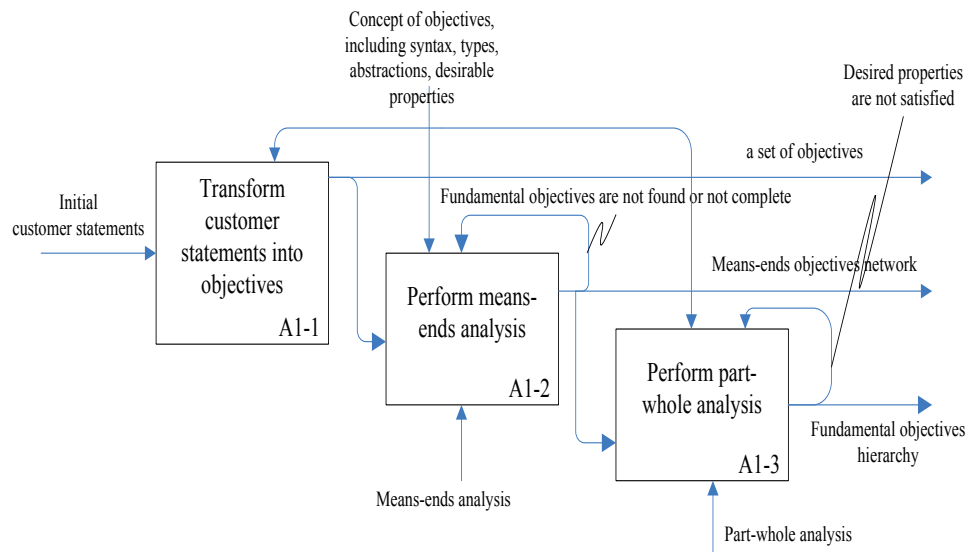 Concept of objectives,
including syntax, types,
abstractions, desirable
properties
Desired properties
are not satisfied
a set of objectives
Transform
customer
statements into
objectives
A1-1
Initial
customer statements
Fundamental objectives are not found or not complete
Means-ends objectives network
Perform means-
ends analysis
A1-2
Perform part-
whole analysis
A1-3
Fundamental objectives
hierarchy
Means-ends analysis
Part-whole analysis